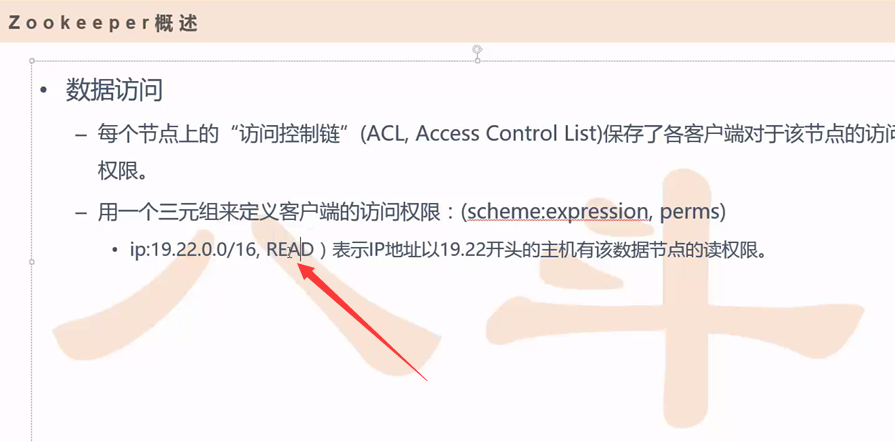 Zookeeper概述
• 数据访问
– 每个节点上的“访问控制链”(ACL, Access Control List)保存了各客户端对于该节点的访问
权限。
– 用一个三元组来定义客户端的访问权限：(scheme:expression, perms)
• ip:19.22.0.0/16, READ）表示IP地址以19.22开头的主机有该数据节点的读权限。
八斗